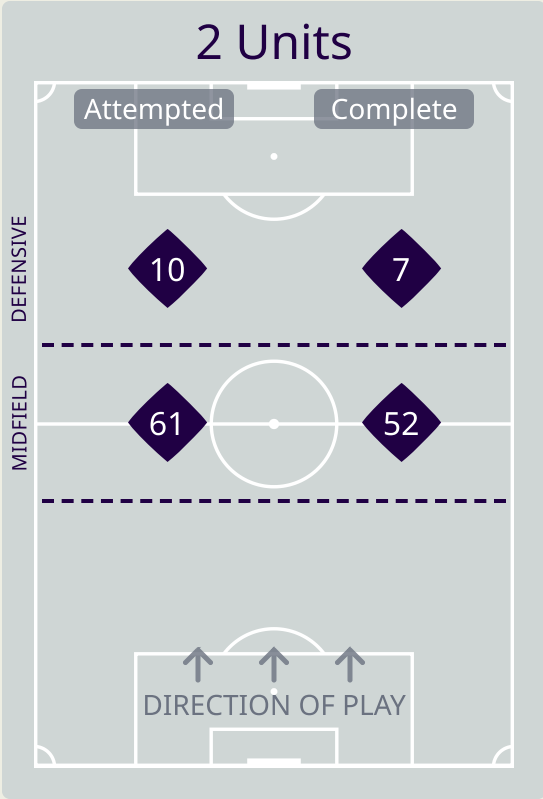 2 Units
Attempted
Complete
DEFENSIVE
10
7
MIDFIELD
61
52
DIRECTION OF PLAY